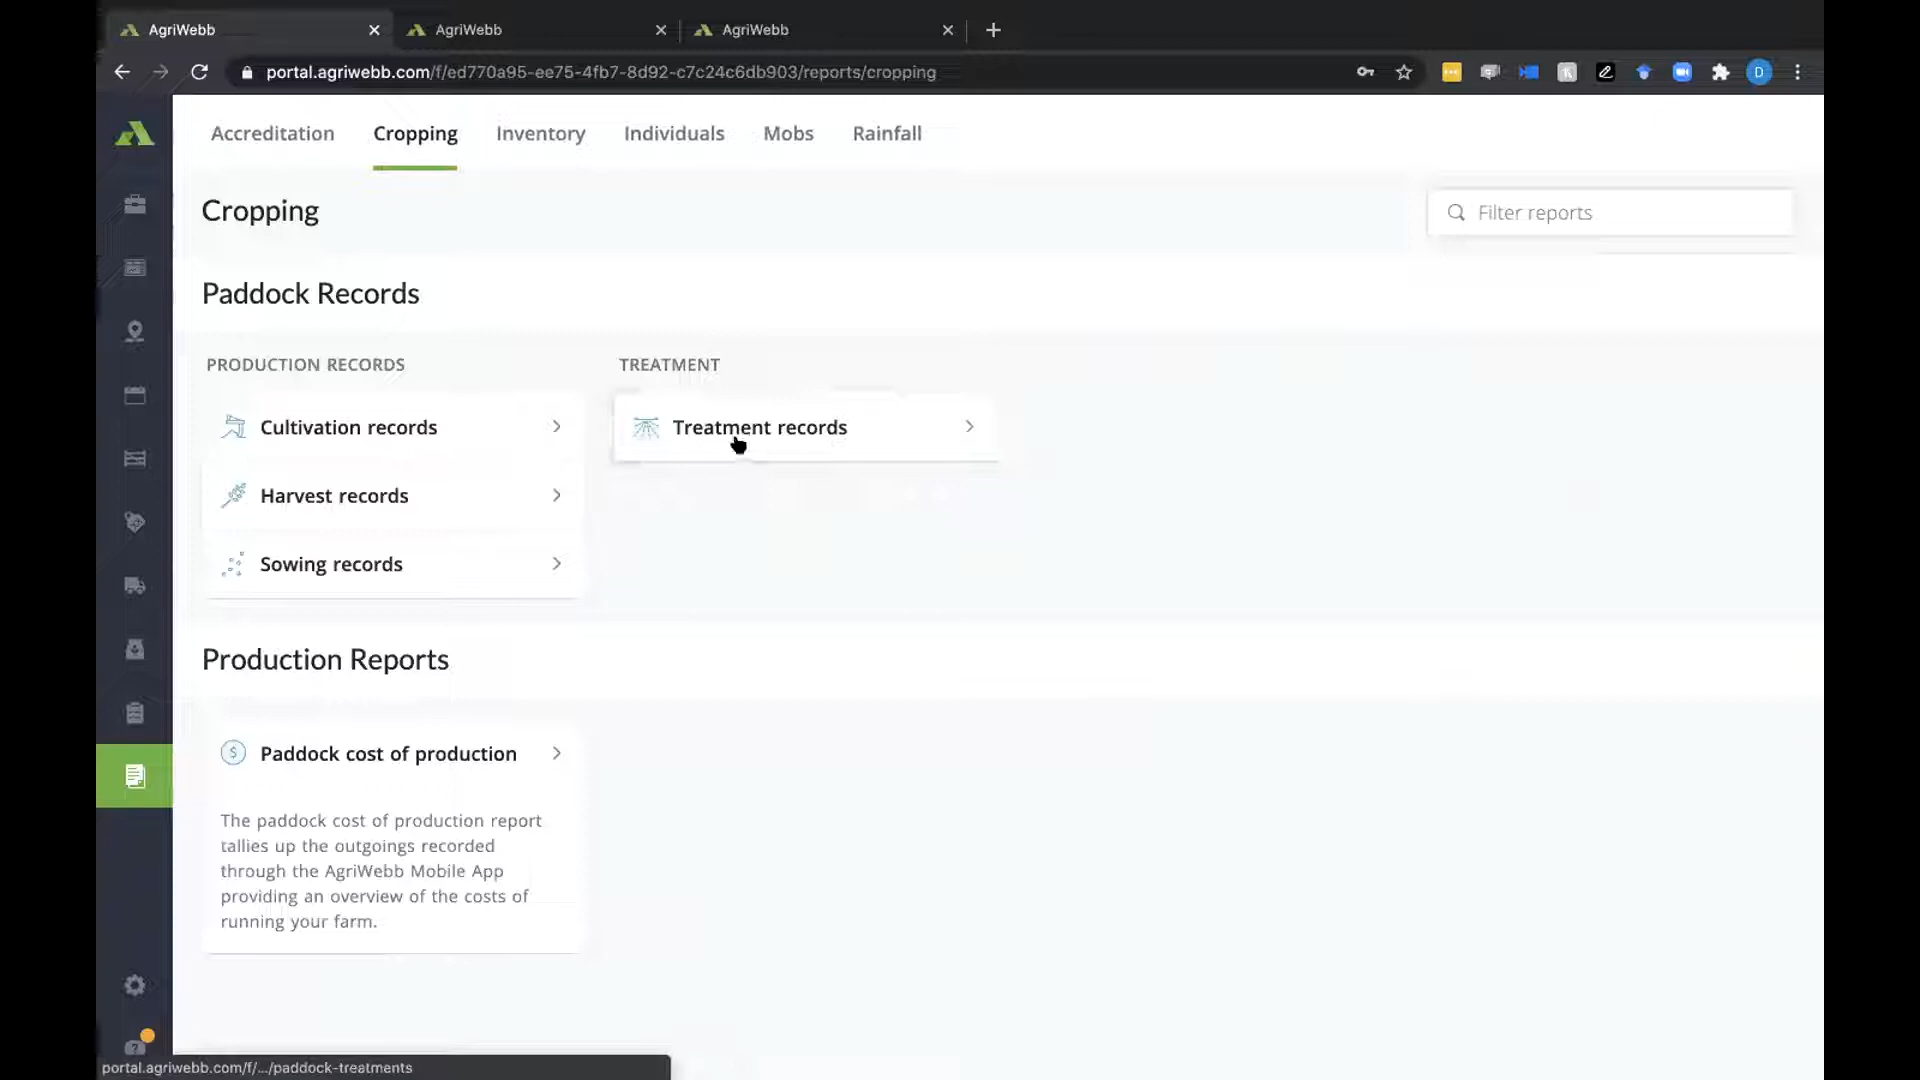 AgriWebb
AgriWebb
AgriWebb
portal.agriwebb.com/f/ed770a95-ee75-4fb7-8d92-c7c24c6db903/reports/cropping
D
Accreditation
Cropping
Inventory
Individuals
Mobs
Rainfall
Cropping
Filter reports
Paddock Records
PRODUCTION RECORDS
TREATMENT
Cultivation records
Treatment records
Harvest records
Sowing records
Production Reports
$ Paddock cost of production
The paddock cost of production report
tallies up the outgoings recorded
through the AgriWebb Mobile App
providing an overview of the costs of
running your farm.
?
portal.agriwebb.com/f/.../paddock-treatments